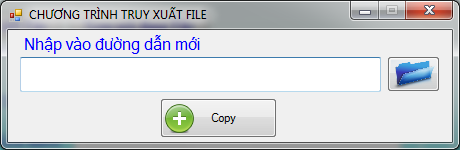 CHƯƠNG TRÌNH TRUY XUẤT FILE
Nhập vào đường dẫn mới
Copy